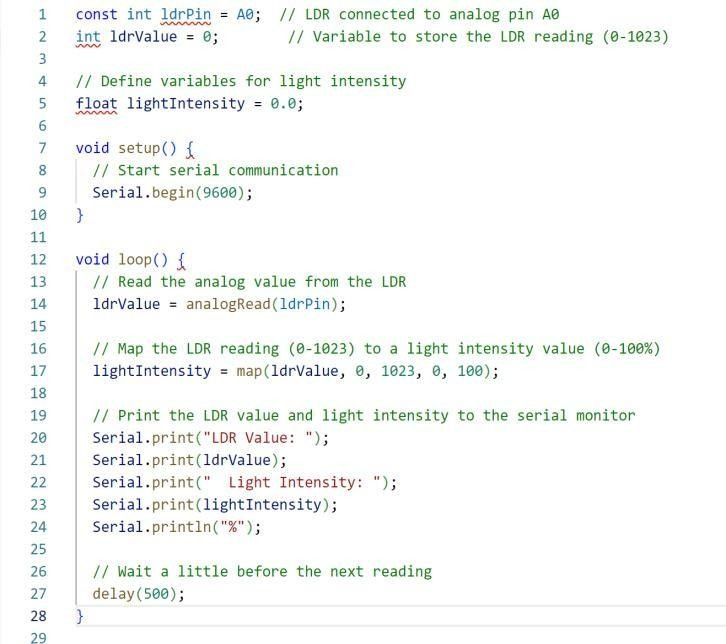 1 const int ldrPin = A0;  // LDR connected to analog pin A0
2 int ldrValue = 0;        // Variable to store the LDR reading (0-1023)
3
4 // Define variables for light intensity
5 float lightIntensity = 0.0;
6
7 void setup() {
8   // Start serial communication
9   Serial.begin(9600);
10 }
11
12 void loop() {
13   // Read the analog value from the LDR
14   ldrValue = analogRead(ldrPin);
15
16   // Map the LDR reading (0-1023) to a light intensity value (0-100%)
17   lightIntensity = map(ldrValue, 0, 1023, 0, 100);
18
19   // Print the LDR value and light intensity to the serial monitor
20   Serial.print("LDR Value: ");
21   Serial.print(ldrValue);
22   Serial.print("  Light Intensity: ");
23   Serial.print(lightIntensity);
24   Serial.println("%");
25
26   // Wait a little before the next reading
27   delay(500);
28 }
29